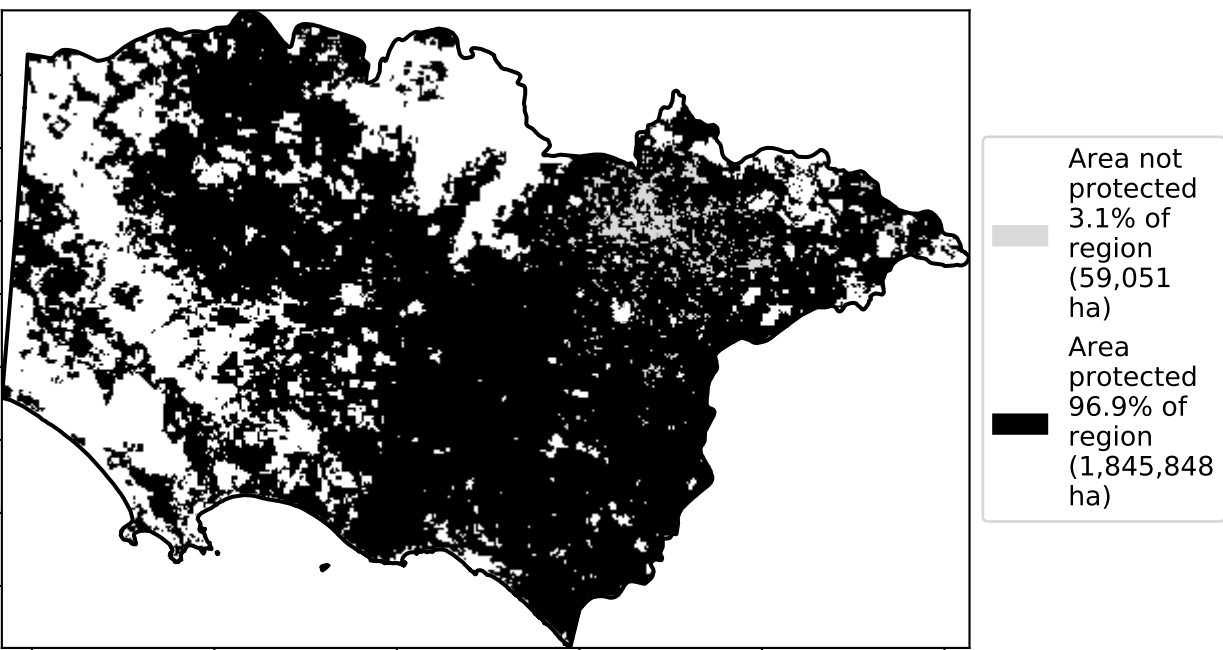 Area not
protected
3.1% of
region
(59,051
ha)
Area
protected
96.9% of
region
(1,845,848
ha)